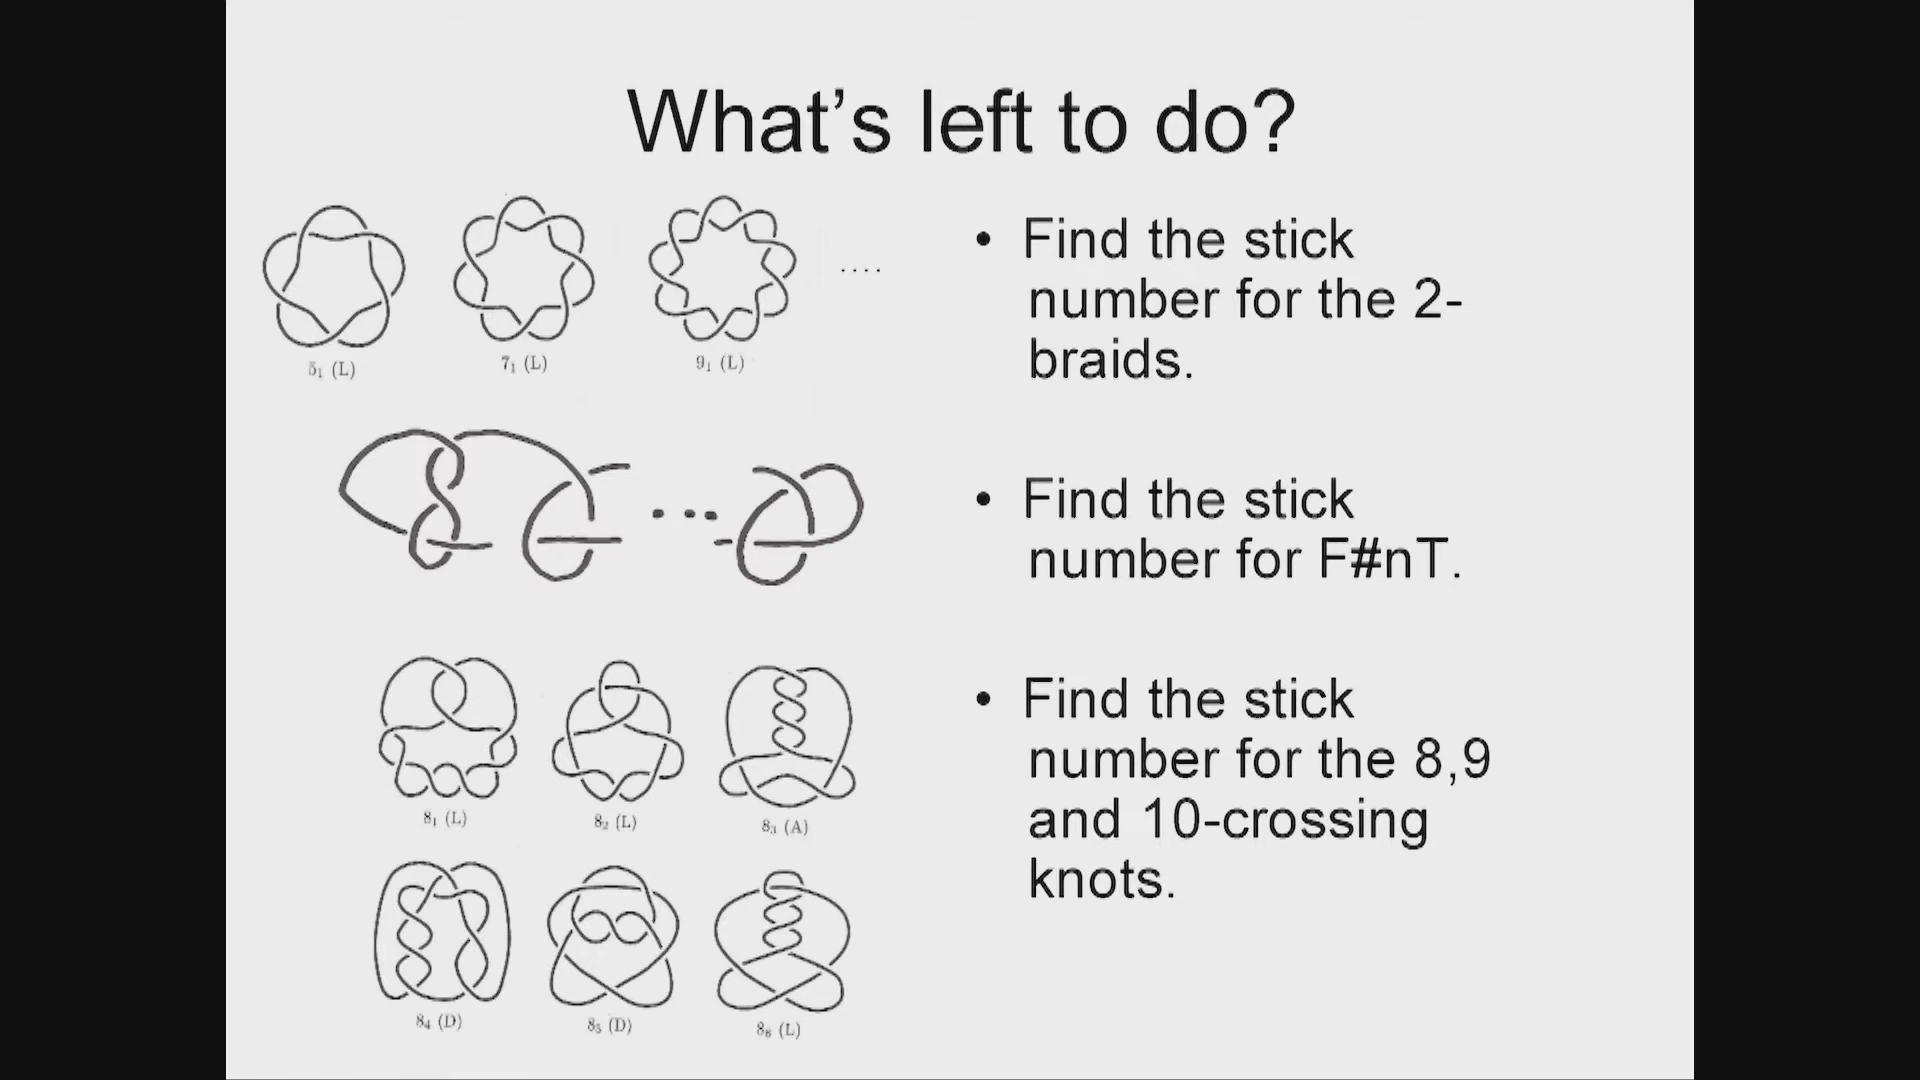 What's left to do?
5₁ (L)
7₁ (L)
9₁ (L)
....
• Find the stick
number for the 2-
braids.
• Find the stick
number for F#nT.
8₁ (L)
8₂ (L)
8₃ (A)
8₄ (D)
8₅ (D)
8₆ (L)
• Find the stick
number for the 8,9
and 10-crossing
knots.